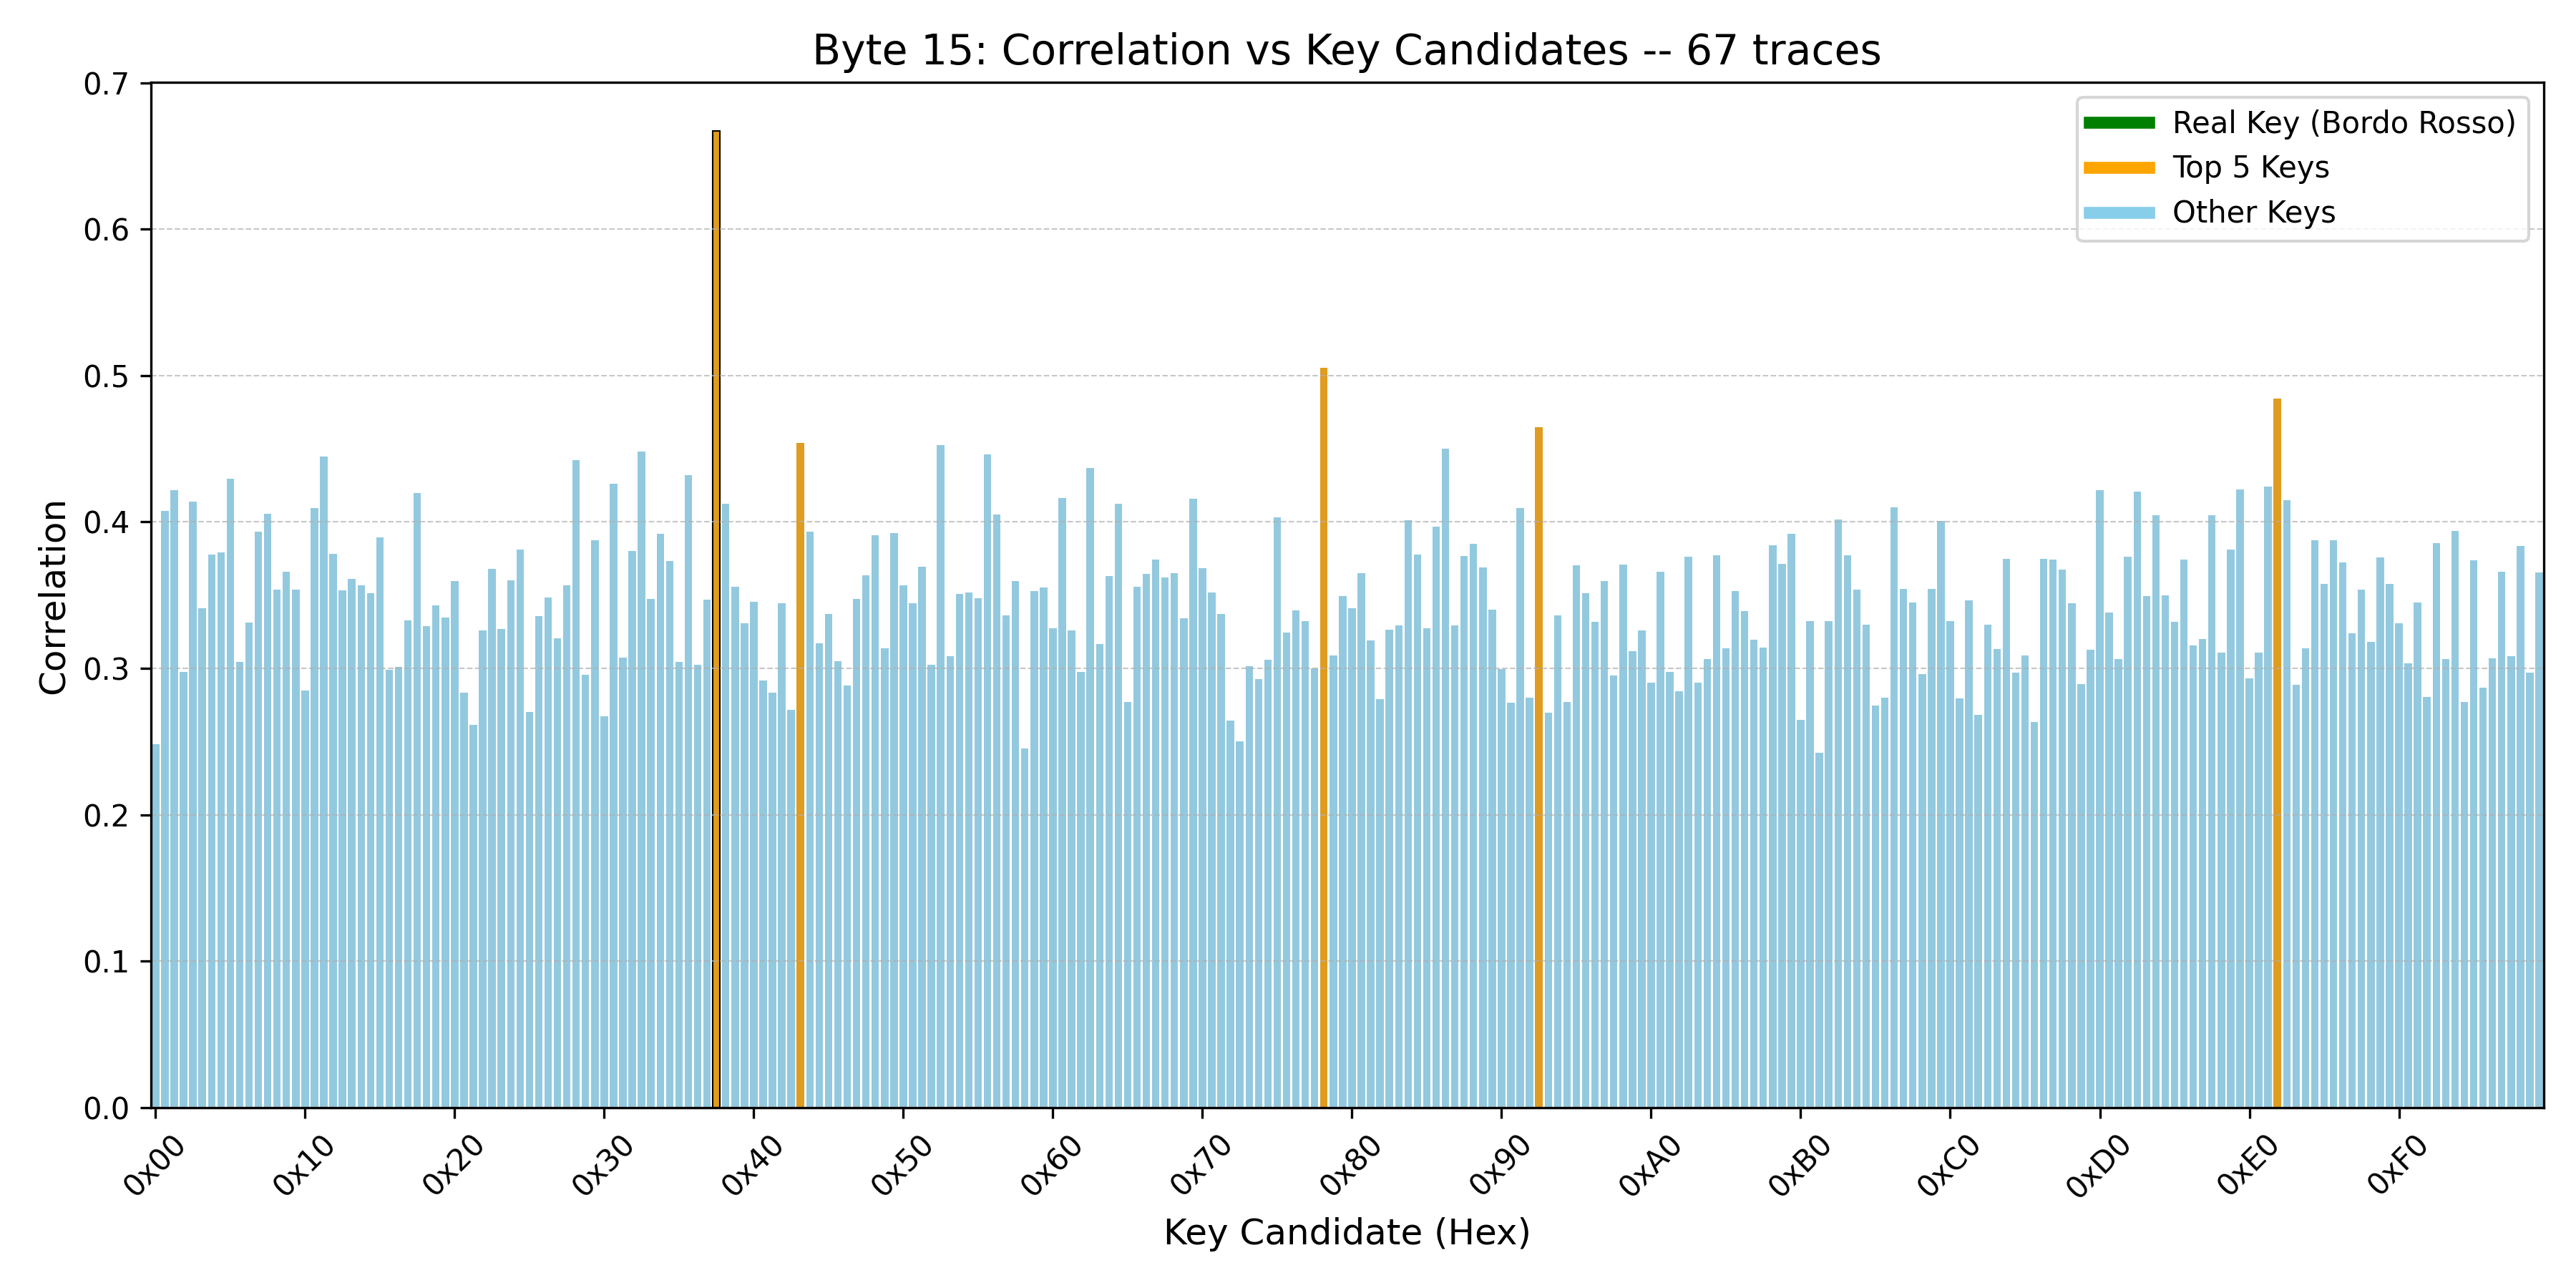 Byte 15: Correlation vs Key Candidates -- 67 traces
Real Key (Bordo Rosso)
Top 5 Keys
Other Keys
Correlation
0.7
0.6
0.5
0.4
0.3
0.2
0.1
0.0
0x00
0x10
0x20
0x30
0x40
0x50
0x60
0x70
0x80
0x90
0xA0
0xB0
0xC0
0xD0
0xE0
0xF0
Key Candidate (Hex)